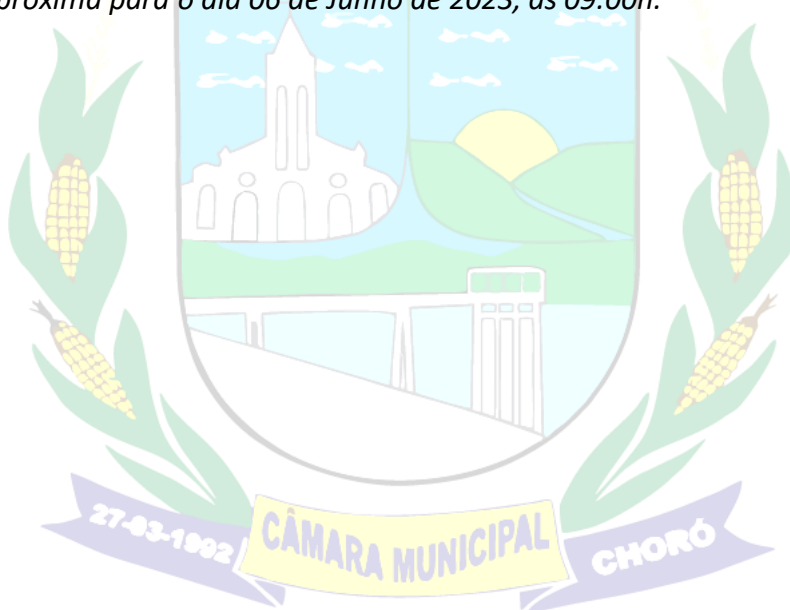 próxima para o dia 06 de Junho de 2023, às 09:00h.
27-03-1992
CÂMARA MUNICIPAL
CHORÓ